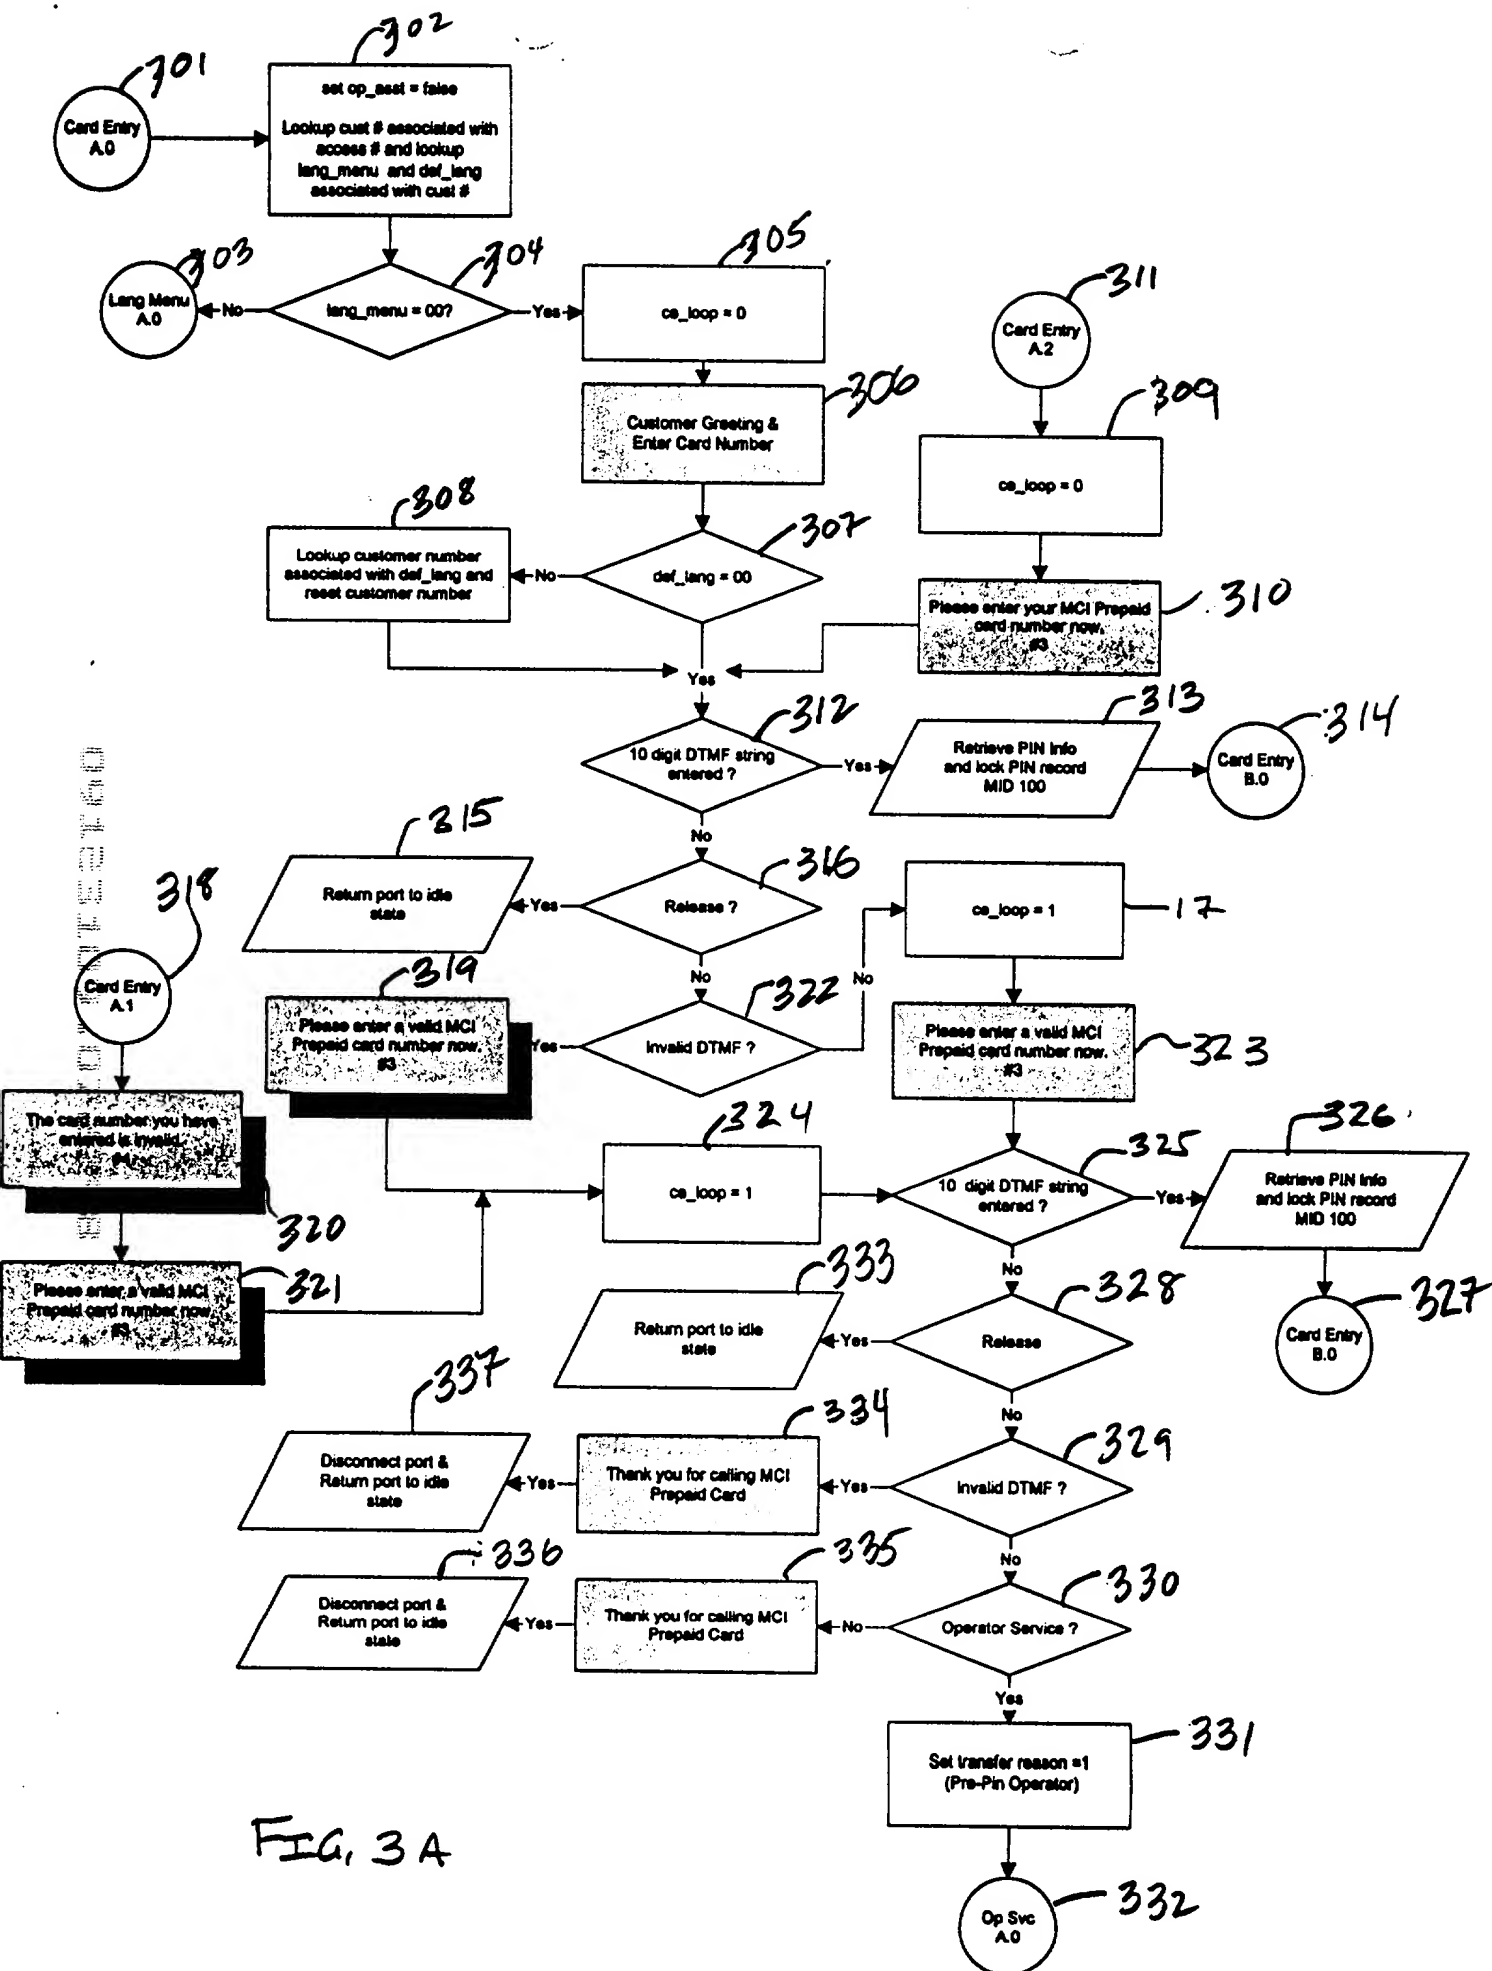 302
301
set op_asst = false
Card Entry
A.0
Lookup cust # associated with
access # and lookup
lang_menu and def_lang
associated with cust #
303
304
305
Lang Menu
A.0
No
lang_menu = 00?
Yes
ce_loop = 0
311
Card Entry
A.2
306
309
Customer Greeting &
Enter Card Number
ce_loop = 0
308
307
Lookup customer number
associated with def_lang and
reset customer number
No
def_lang = 00
310
Please enter your MCI Prepaid
card number now.
#3
Yes
312
313
314
10 digit DTMF string
entered ?
Yes
Retrieve PIN Info
and lock PIN record
MID 100
Card Entry
B.0
No
315
316
318
Return port to idle
state
Yes
Release ?
ce_loop = 1
17
No
319
322
No
Card Entry
A.1
Please enter a valid MCI
Prepaid card number now.
#3
Yes
Invalid DTMF ?
Please enter a valid MCI
Prepaid card number now.
#3
323
324
326
The card number you have
entered is invalid.
325
ce_loop = 1
10 digit DTMF string
entered ?
Yes
Retrieve PIN Info
and lock PIN record
MID 100
320
333
No
328
321
Please enter a valid MCI
Prepaid card number now.
#3
327
Return port to idle
state
Yes
Release
Card Entry
B.0
337
334
No
329
Disconnect port &
Return port to idle
state
Yes
Thank you for calling MCI
Prepaid Card
Yes
Invalid DTMF ?
336
335
No
330
Disconnect port &
Return port to idle
state
Yes
Thank you for calling MCI
Prepaid Card
No
Operator Service ?
Yes
331
Set transfer reason =1
(Pre-Pin Operator)
FIG. 3A
332
Op Svc
A.0